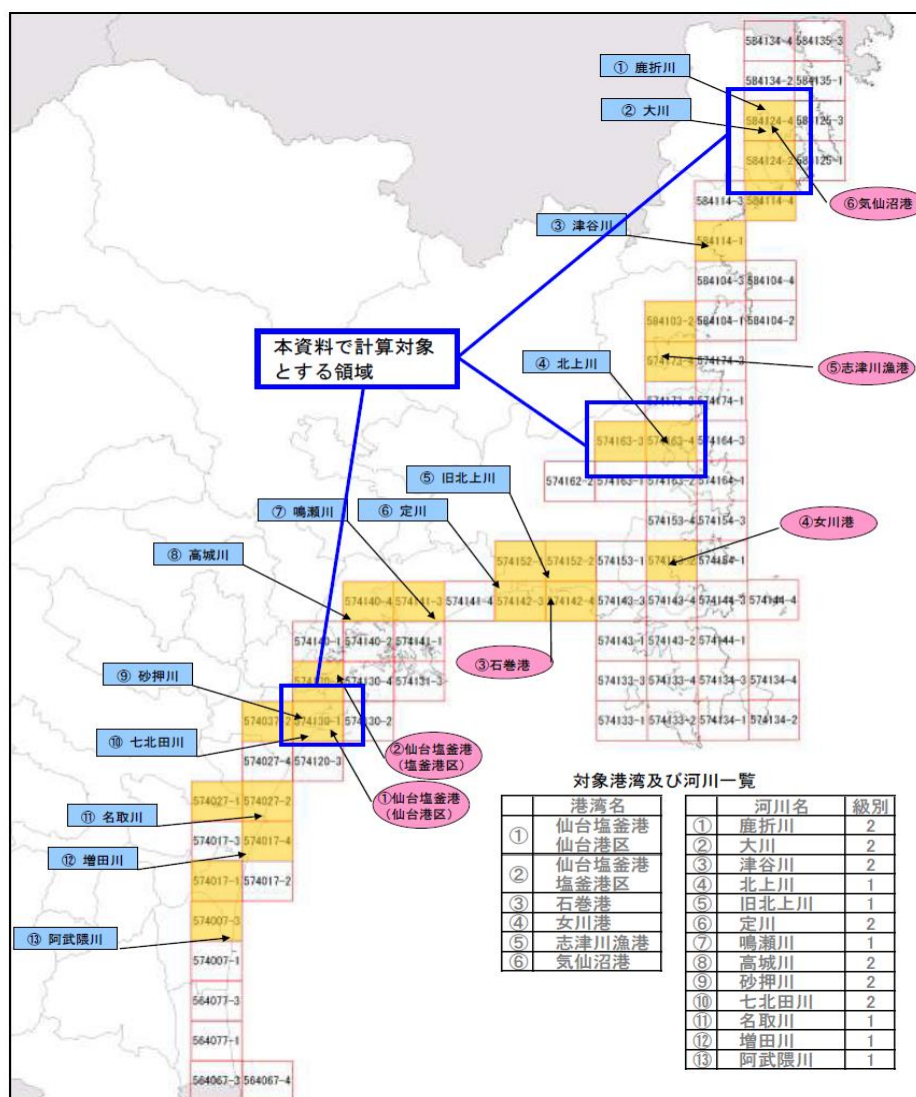 584134-4 584135-3
① 鹿折川
584134-2 584135-1
② 大川
584124-4 584125-3
584124-2 584125-1
584114-3 584114-4
⑥気仙沼港
③ 津谷川
584114-1
584104-3 584104-4
584103-2 584104-1 584104-2
本資料で計算対象
とする領域
④ 北上川
574173-4 574174-3
⑤志津川漁港
574173-2 574174-1
574163-3 574163-4 574164-3
⑤ 旧北上川
574162-2 574163-1 574163-2 574164-1
⑦ 鳴瀬川
⑥ 定川
574153-4 574154-3
④女川港
⑧ 高城川
574152-1 574152-2 574153-1 574153-2 574154-1
574140-4 574141-3 574141-4 574142-3 574142-4 574143-3 574143-4 574144-3 574144-4
574140-1 574140-2 574141-1
574143-1 574143-2 574144-1
③石巻港
⑨ 砂押川
574130-4 574131-3
574133-3 574133-4 574134-3 574134-4
574037-2 574130-1 574130-2
574133-1 574133-2 574134-1 574134-2
⑩ 七北田川
②仙台塩釜港
(塩釜港区)
574027-4 574120-3
①仙台塩釜港
(仙台港区)
574027-1 574027-2
⑪ 名取川
574017-3 574017-4
⑫ 増田川
574017-1 574017-2
574007-3
⑬ 阿武隈川
574007-1
564077-3
564077-1
564067-3 564067-4
対象港湾及び河川一覧
港湾名
① 仙台塩釜港
仙台港区
② 仙台塩釜港
塩釜港区
③ 石巻港
④ 女川港
⑤ 志津川漁港
⑥ 気仙沼港
河川名 級別
① 鹿折川 2
② 大川 2
③ 津谷川 2
④ 北上川 1
⑤ 旧北上川 1
⑥ 定川 2
⑦ 鳴瀬川 1
⑧ 高城川 2
⑨ 砂押川 2
⑩ 七北田川 2
⑪ 名取川 1
⑫ 増田川 1
⑬ 阿武隈川 1